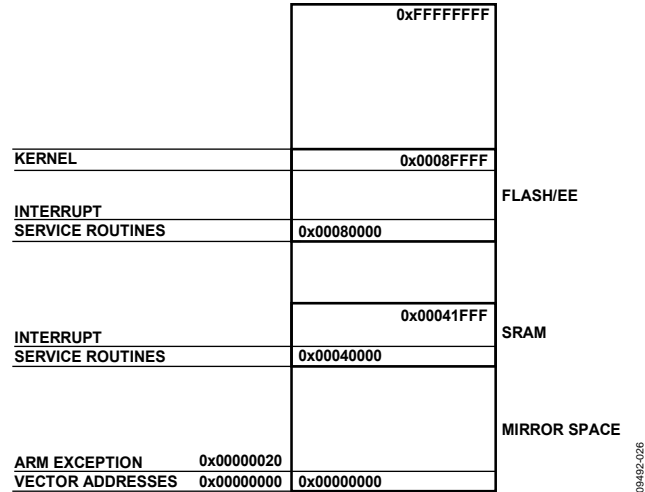 0xFFFFFFFF
KERNEL 0x0008FFFF
FLASH/EE
INTERRUPT
SERVICE ROUTINES 0x00080000
0x00041FFF
SRAM
INTERRUPT
SERVICE ROUTINES 0x00040000
MIRROR SPACE
ARM EXCEPTION 0x00000020
VECTOR ADDRESSES 0x00000000 0x00000000
09492-026